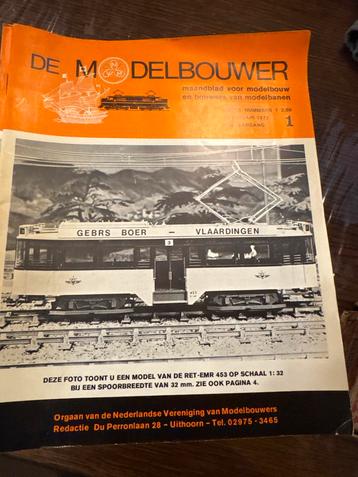 DE MODELBOUWER
maandblad voor modelbouw
en bouwers van modelbanen
1
GEBRS BOER - VLAARDINGEN
DEZE FOTO TOONT U EEN MODEL VAN DE RET-EMR 453 OP SCHAAL 1:32
BIJ EEN SPOORBREEDTE VAN 32 mm. ZIE OOK PAGINA 4.
Orgaan van de Nederlandse Vereniging van Modelbouwers
Redactie Du Perronlaan 28 - Uithoorn - Tel. 02975 - 3465